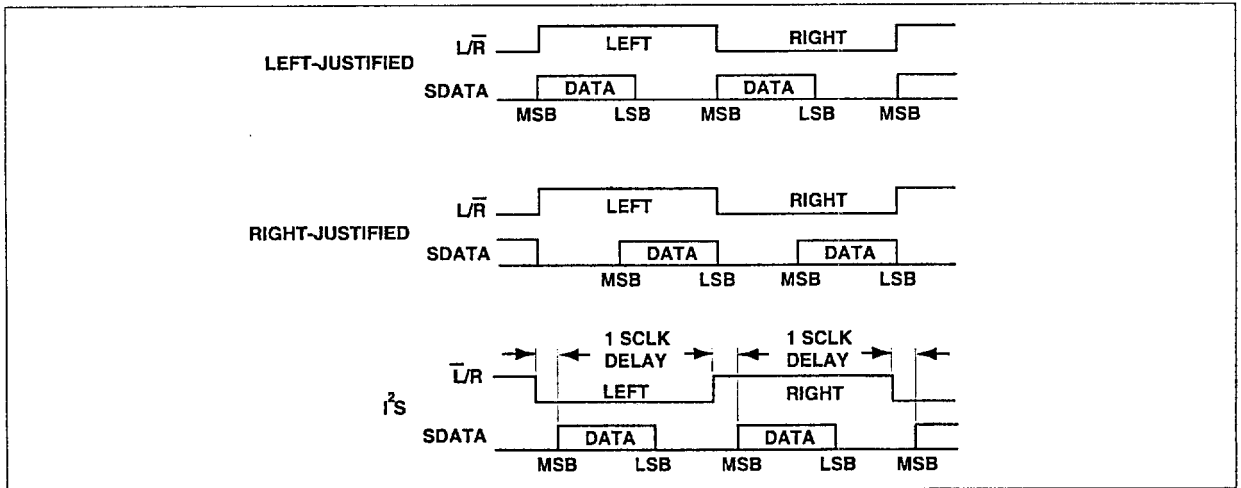 LEFT-JUSTIFIED
L/R̅
LEFT
RIGHT
SDATA
DATA
DATA
MSB
LSB
MSB
LSB
MSB
RIGHT-JUSTIFIED
L/R̅
LEFT
RIGHT
SDATA
DATA
DATA
MSB
LSB
MSB
LSB
I²S
1 SCLK
DELAY
1 SCLK
DELAY
L̅/R
LEFT
RIGHT
SDATA
DATA
DATA
MSB
LSB
MSB
LSB
MSB